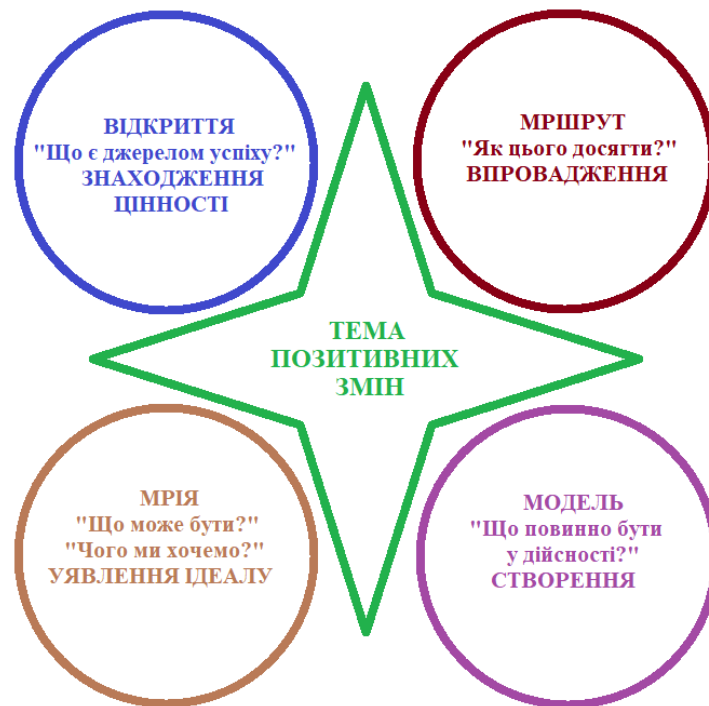 ВІДКРИТТЯ
"Що є джерелом успіху?"
ЗНАХОДЖЕННЯ
ЦІННОСТІ
МРШРУТ
"Як цього досягти?"
ВПРОВАДЖЕННЯ
ТЕМА
ПОЗИТИВНИХ
ЗМІН
МРІЯ
"Що може бути?"
"Чого ми хочемо?"
УЯВЛЕННЯ ІДЕАЛУ
МОДЕЛЬ
"Що повинно бути
у дійсності?"
СТВОРЕННЯ